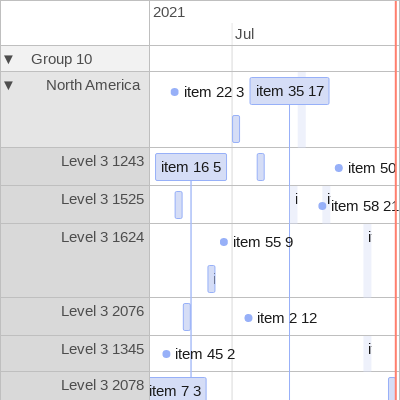 2021
Jul
▼ Group 10
▼ North America
item 22 3
item 35 17
Level 3 1243
item 16 5
item 50
Level 3 1525
i
i
item 58 21
Level 3 1624
item 55 9
i
i
Level 3 2076
item 2 12
Level 3 1345
item 45 2
i
Level 3 2078
item 7 3